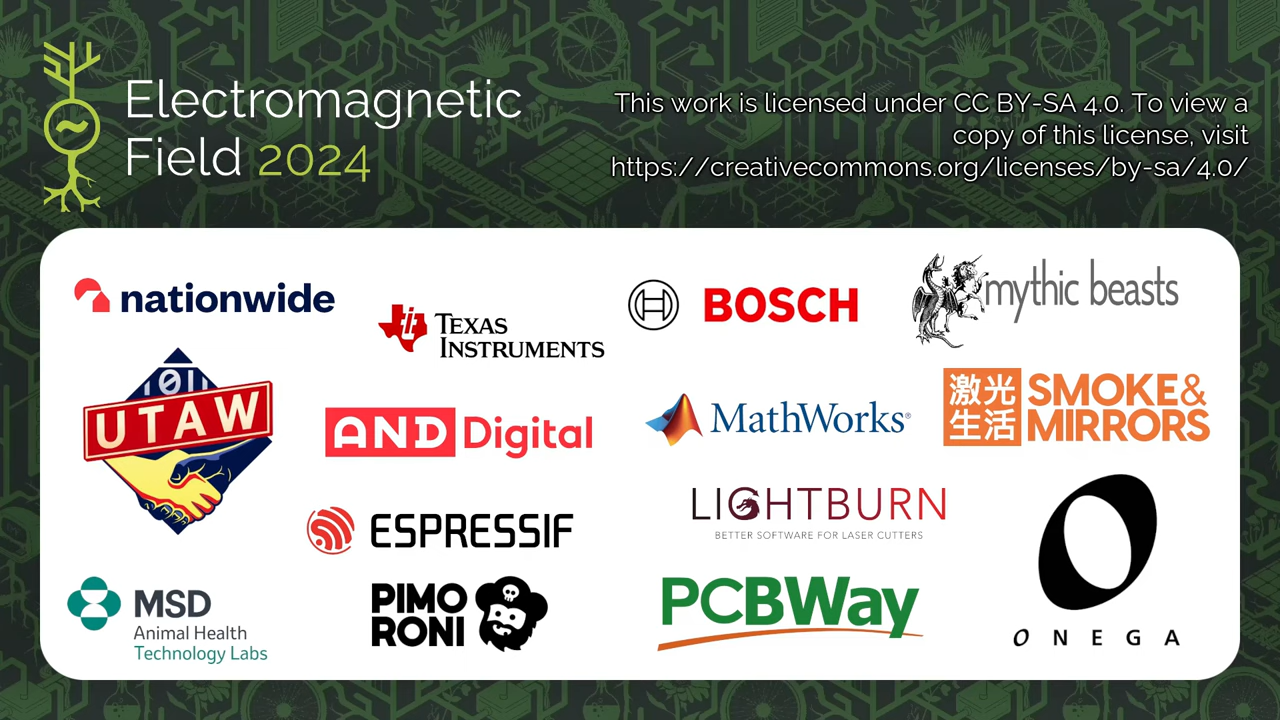 Electromagnetic
Field 2024
This work is licensed under CC BY-SA 4.0. To view a
copy of this license, visit
https://creativecommons.org/licenses/by-sa/4.0/
nationwide
TEXAS
INSTRUMENTS
BOSCH
mythic beasts
101
UTAW
AND Digital
MathWorks®
激光
生活
SMOKE&
MIRRORS
ESPRESSIF
LIGHTBURN
BETTER SOFTWARE FOR LASER CUTTERS
MSD
Animal Health
Technology Labs
PIMO
RONI
PCBWay
ONEGA